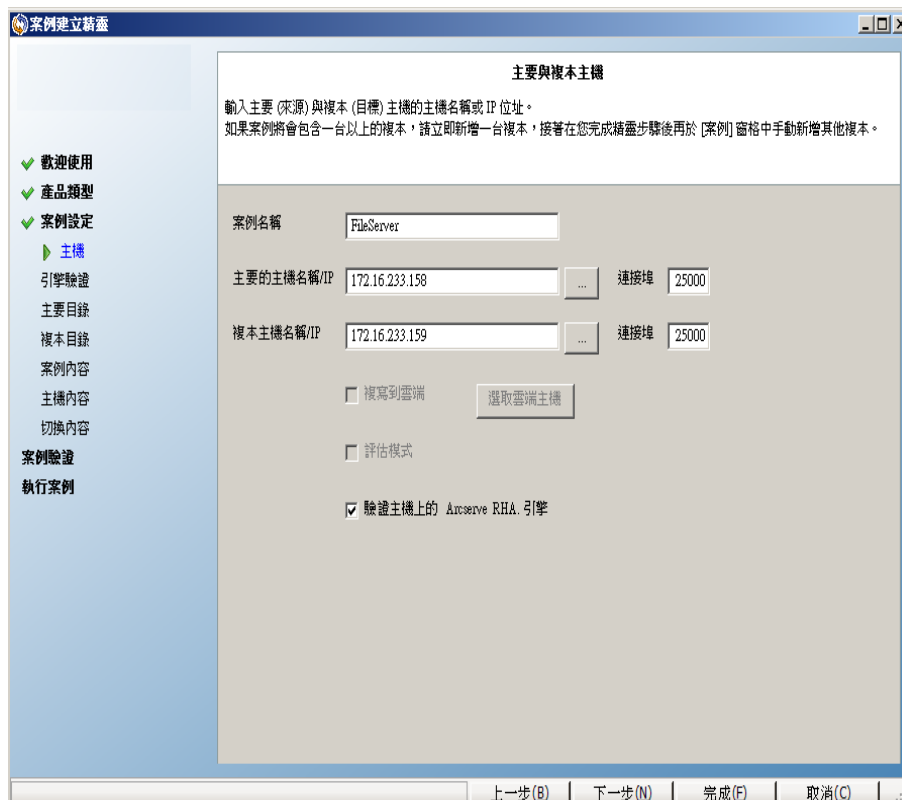 案例建立精靈
主要與複本主機
輸入主要 (來源) 與複本 (目標) 主機的主機名稱或 IP 位址。
如果案例將會包含一台以上的複本，請立即新增一台複本，接著在您完成精靈步驟後再於 [案例] 窗格中手動新增其他複本。
歡迎使用
產品類型
案例設定
主機
引擎驗證
主要目錄
複本目錄
案例內容
主機內容
切換內容
案例驗證
執行案例
案例名稱 FileServer
主要的主機名稱/IP 172.16.233.158 ... 連接埠 25000
複本主機名稱/IP 172.16.233.159 ... 連接埠 25000
複寫到雲端 選取雲端主機
評估模式
驗證主機上的 Arcserve RHA. 引擎
上一步(B) 下一步(N) 完成(F) 取消(C)